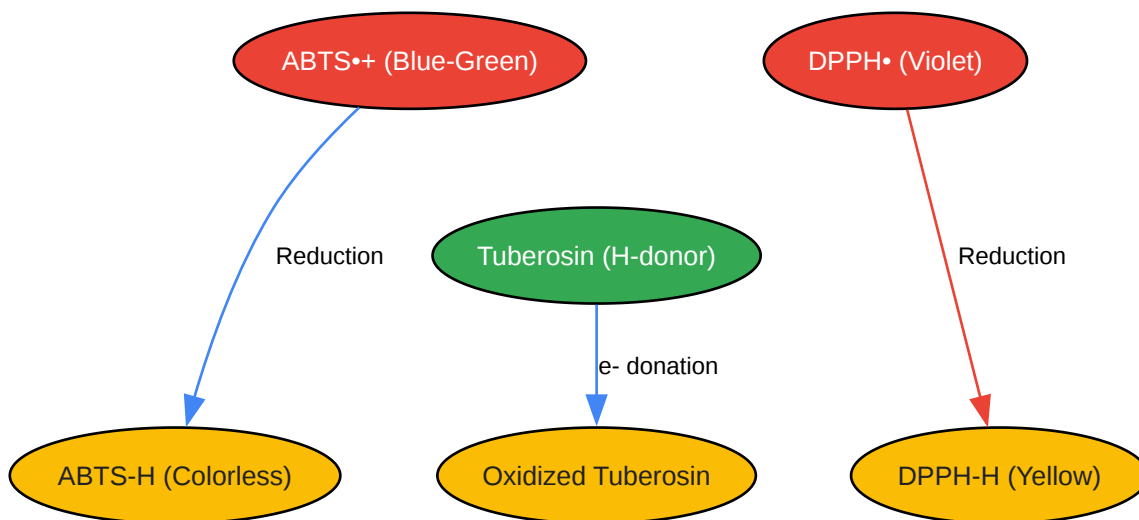 ABTS•+ (Blue-Green)
DPPH• (Violet)
Reduction
Tuberosin (H-donor)
Reduction
e- donation
ABTS-H (Colorless)
Oxidized Tuberosin
DPPH-H (Yellow)